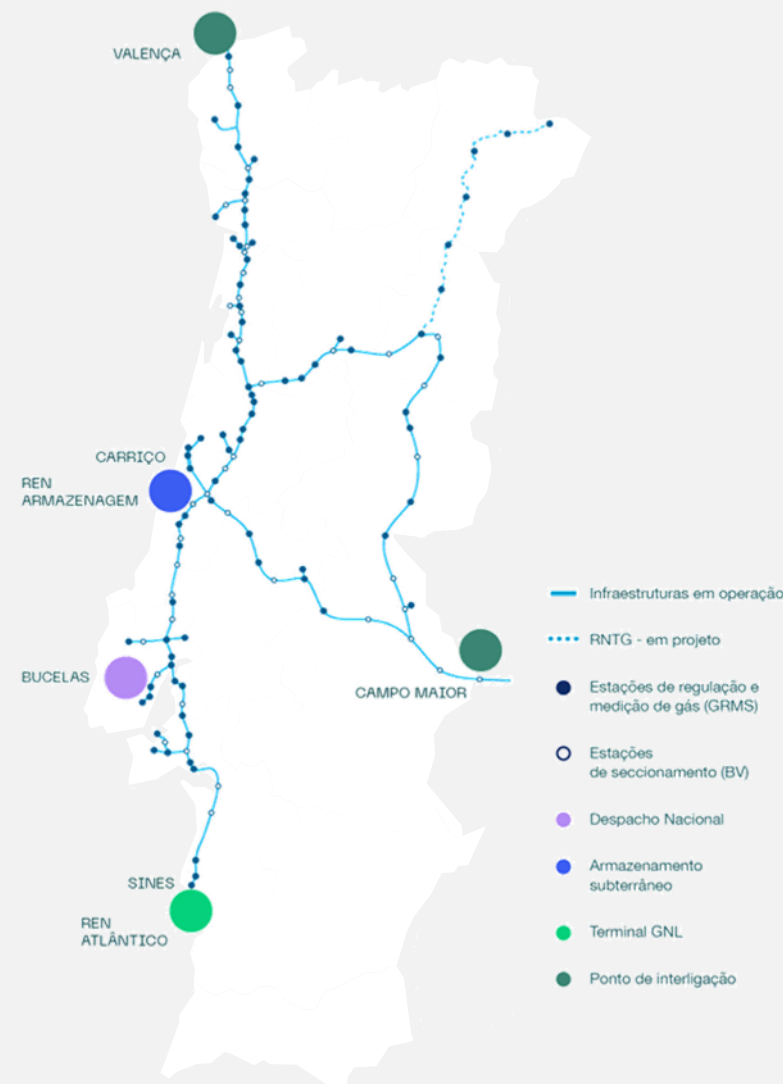 VALENÇA
CARRIÇO
REN
ARMAZENAGEM
BUCELAS
CAMPO MAIOR
SINES
REN
ATLÂNTICO
Infraestruturas em operação
RNTG - em projeto
Estações de regulação e
medição de gás (GRMS)
Estações
de seccionamento (BV)
Despacho Nacional
Armazenamento
subterrâneo
Terminal GNL
Ponto de interligação